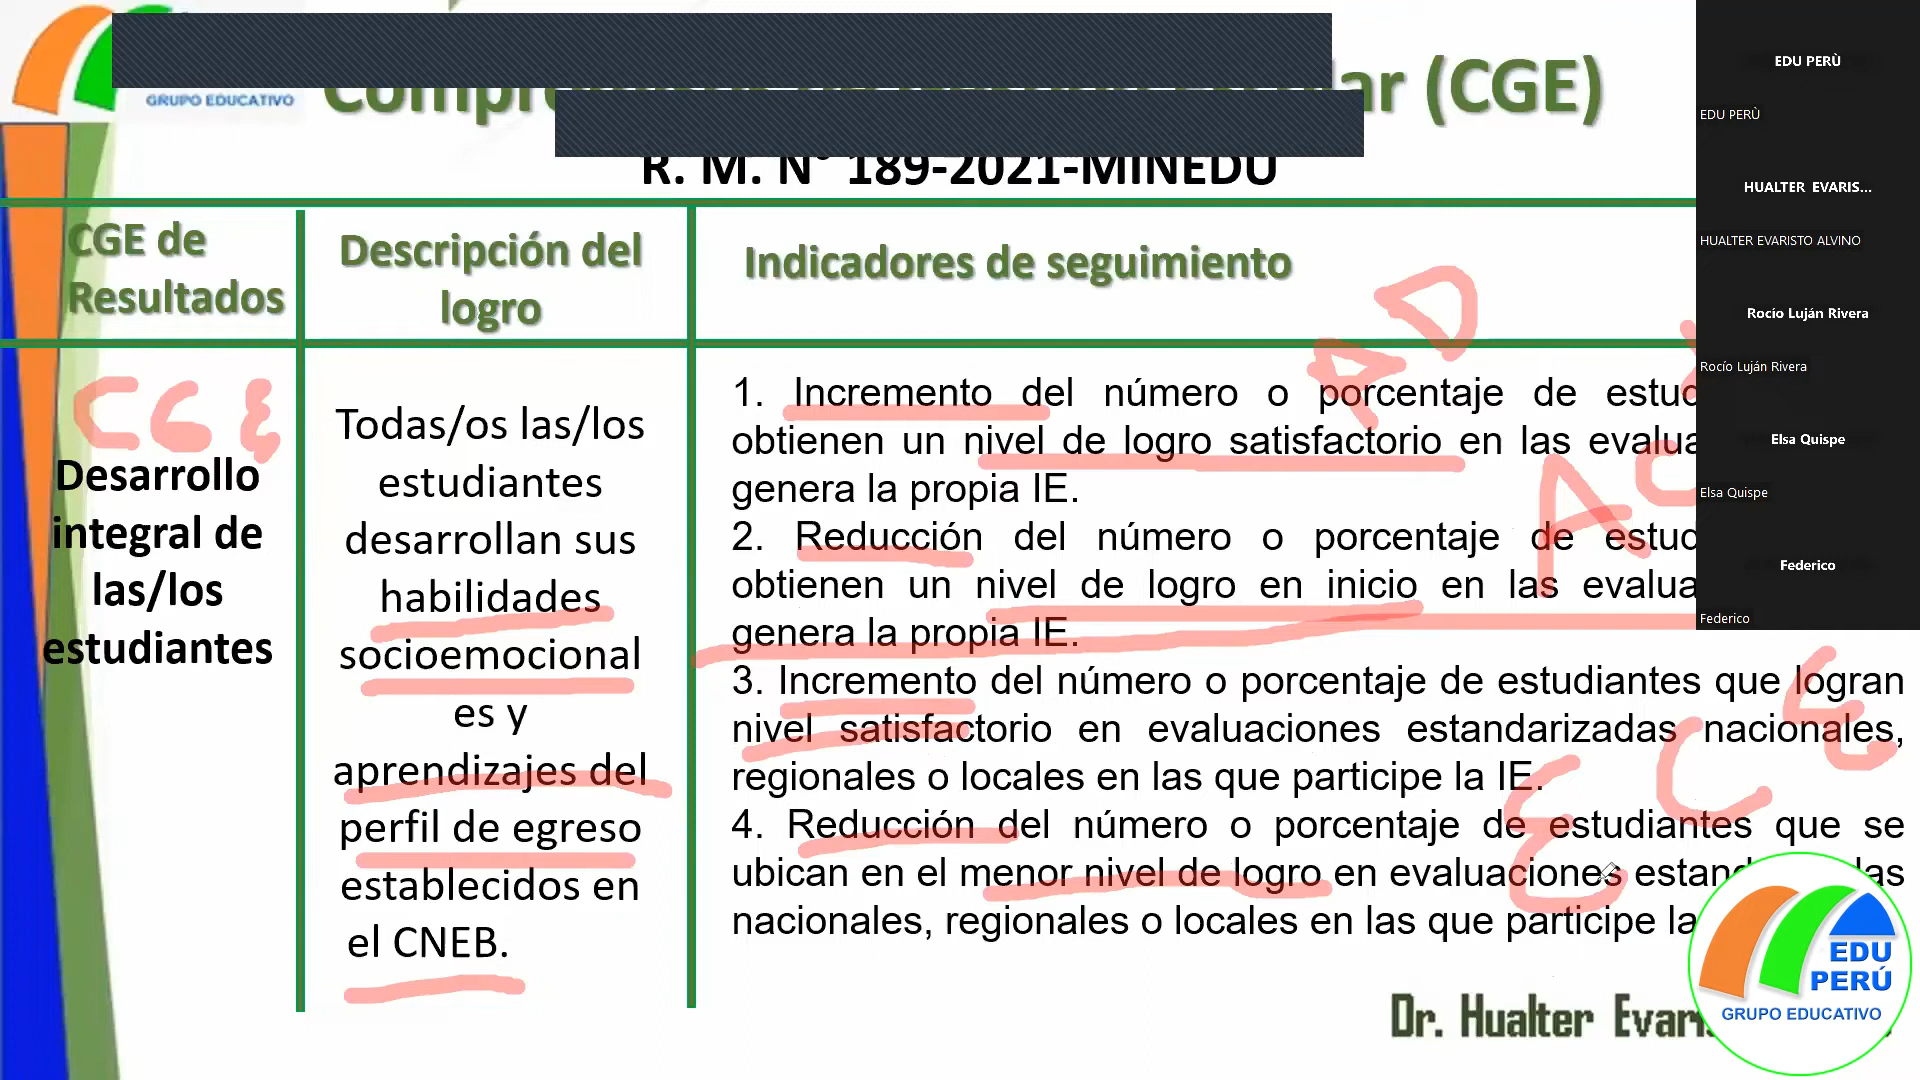 GRUPO EDUCATIVO
ar (CGE)
R. M. N° 189-2021-MINEDU
CGE de
Resultados
Descripción del
logro
Indicadores de seguimiento
CGE
Desarrollo
integral de
las/los
estudiantes
Todas/os las/los
estudiantes
desarrollan sus
habilidades
socioemocional
es y
aprendizajes del
perfil de egreso
establecidos en
el CNEB.
AD
1. Incremento del número o porcentaje de
obtienen un nivel de logro satisfactorio en las
genera la propia IE.
2. Reducción del número o porcentaje de
obtienen un nivel de logro en inicio en las
genera la propia IE.
3. Incremento del número o porcentaje de estudiantes que logran
nivel satisfactorio en evaluaciones estandarizadas nacionales,
regionales o locales en las que participe la IE.
4. Reducción del número o porcentaje de estudiantes que se
ubican en el menor nivel de logro en evaluaciones
nacionales, regionales o locales en las que participe la
ECE
Dr. Hualter
EDU
PERÚ
GRUPO EDUCATIVO
EDU PERÙ
EDU PERÙ
HUALTER EVARIS...
HUALTER EVARISTO ALVINO
Rocío Luján Rivera
Rocío Luján Rivera
Elsa Quispe
Elsa Quispe
Federico
Federico